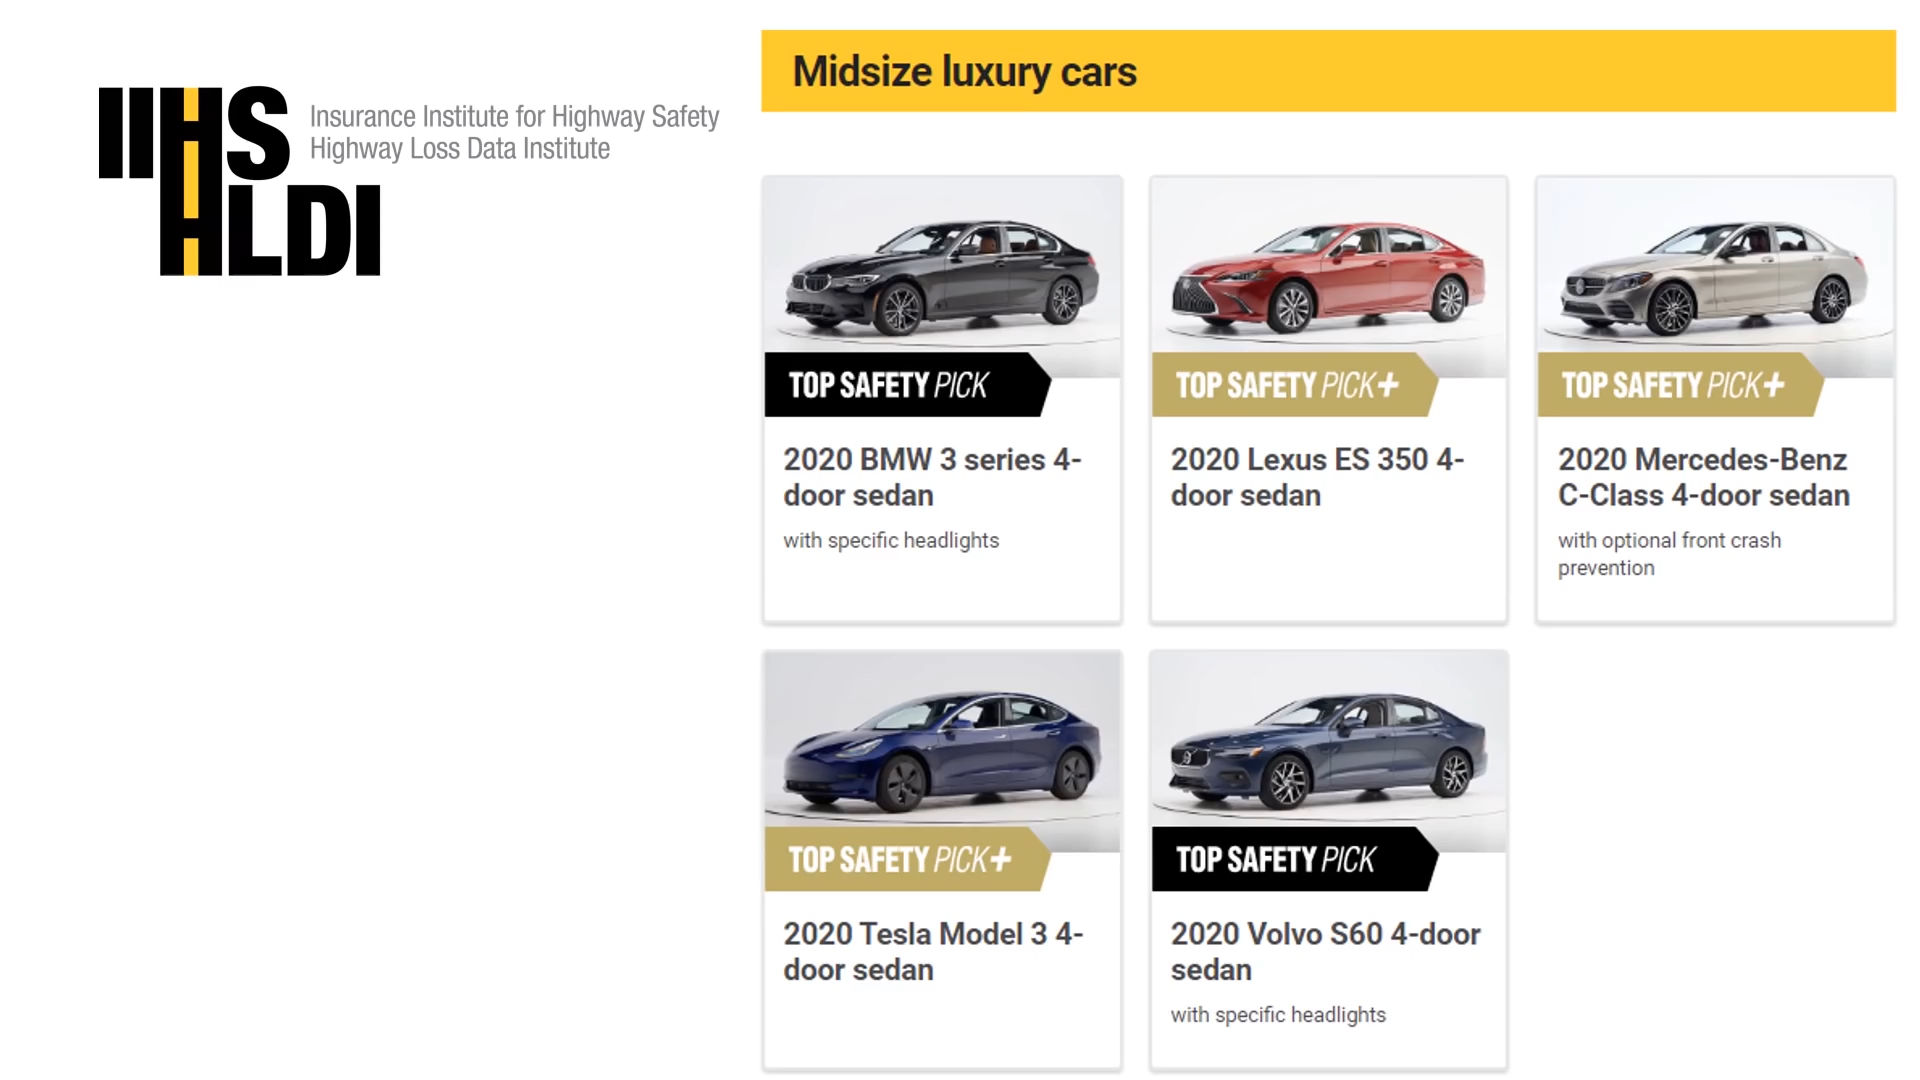 IIHS
HLDI
Insurance Institute for Highway Safety
Highway Loss Data Institute
Midsize luxury cars
TOP SAFETY PICK
2020 BMW 3 series 4-
door sedan
with specific headlights
TOP SAFETY PICK+
2020 Lexus ES 350 4-
door sedan
TOP SAFETY PICK+
2020 Mercedes-Benz
C-Class 4-door sedan
with optional front crash
prevention
TOP SAFETY PICK+
2020 Tesla Model 3 4-
door sedan
TOP SAFETY PICK
2020 Volvo S60 4-door
sedan
with specific headlights